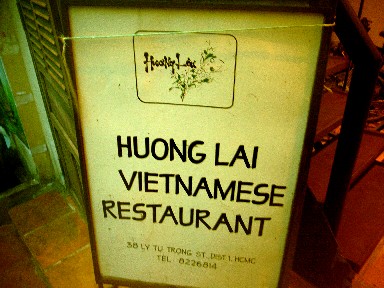 Huong Lai
HUONG LAI
VIETNAMESE
RESTAURANT
38 LY TU TRONG ST., DIST 1, HCMC
TEL 8226814